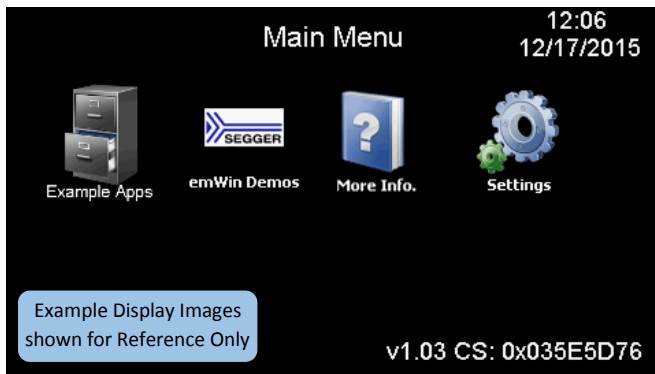 Main Menu
12:06
12/17/2015
SEGGER
Example Apps
emWin Demos
?
More Info.
Settings
Example Display Images
shown for Reference Only
v1.03 CS: 0x035E5D76